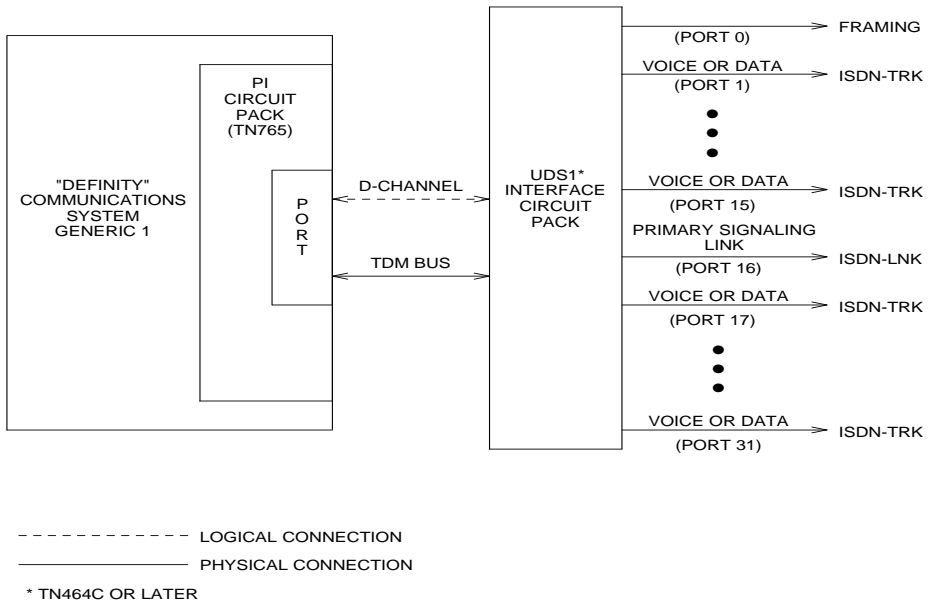 "DEFINITY"
COMMUNICATIONS
SYSTEM
GENERIC 1
PI
CIRCUIT
PACK
(TN765)
P
O
R
T
D-CHANNEL
TDM BUS
UDS1*
INTERFACE
CIRCUIT
PACK
(PORT 0)
FRAMING
VOICE OR DATA
(PORT 1)
ISDN-TRK
VOICE OR DATA
(PORT 15)
ISDN-TRK
PRIMARY SIGNALING
LINK
(PORT 16)
ISDN-LNK
VOICE OR DATA
(PORT 17)
ISDN-TRK
VOICE OR DATA
(PORT 31)
ISDN-TRK
LOGICAL CONNECTION
PHYSICAL CONNECTION
* TN464C OR LATER